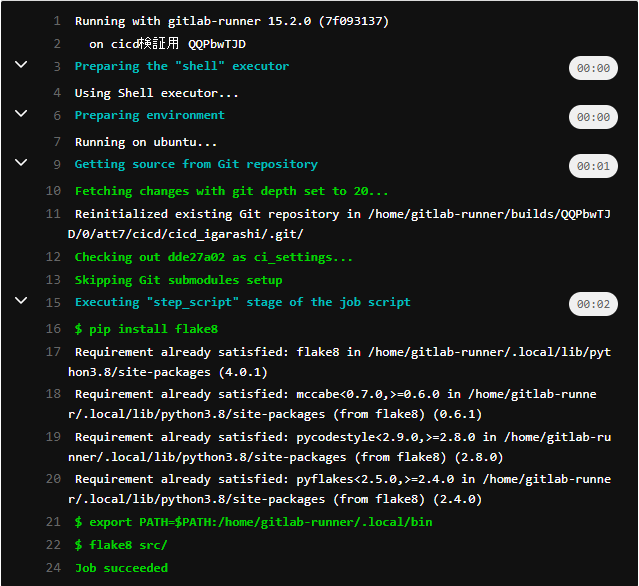 1 Running with gitlab-runner 15.2.0 (7f093137)
2 on cicd検証用 QQPbwTJD
3 Preparing the "shell" executor 00:00
4 Using Shell executor...
6 Preparing environment 00:00
7 Running on ubuntu...
9 Getting source from Git repository 00:01
10 Fetching changes with git depth set to 20...
11 Reinitialized existing Git repository in /home/gitlab-runner/builds/QQPbwTJ
D/0/att7/cicd/cicd_igarashi/.git/
12 Checking out dde27a02 as ci_settings...
13 Skipping Git submodules setup
15 Executing "step_script" stage of the job script 00:02
16 $ pip install flake8
17 Requirement already satisfied: flake8 in /home/gitlab-runner/.local/lib/pyt
hon3.8/site-packages (4.0.1)
18 Requirement already satisfied: mccabe<0.7.0,>=0.6.0 in /home/gitlab-runne
r/.local/lib/python3.8/site-packages (from flake8) (0.6.1)
19 Requirement already satisfied: pycodestyle<2.9.0,>=2.8.0 in /home/gitlab-ru
nner/.local/lib/python3.8/site-packages (from flake8) (2.8.0)
20 Requirement already satisfied: pyflakes<2.5.0,>=2.4.0 in /home/gitlab-runne
r/.local/lib/python3.8/site-packages (from flake8) (2.4.0)
21 $ export PATH=$PATH:/home/gitlab-runner/.local/bin
22 $ flake8 src/
24 Job succeeded